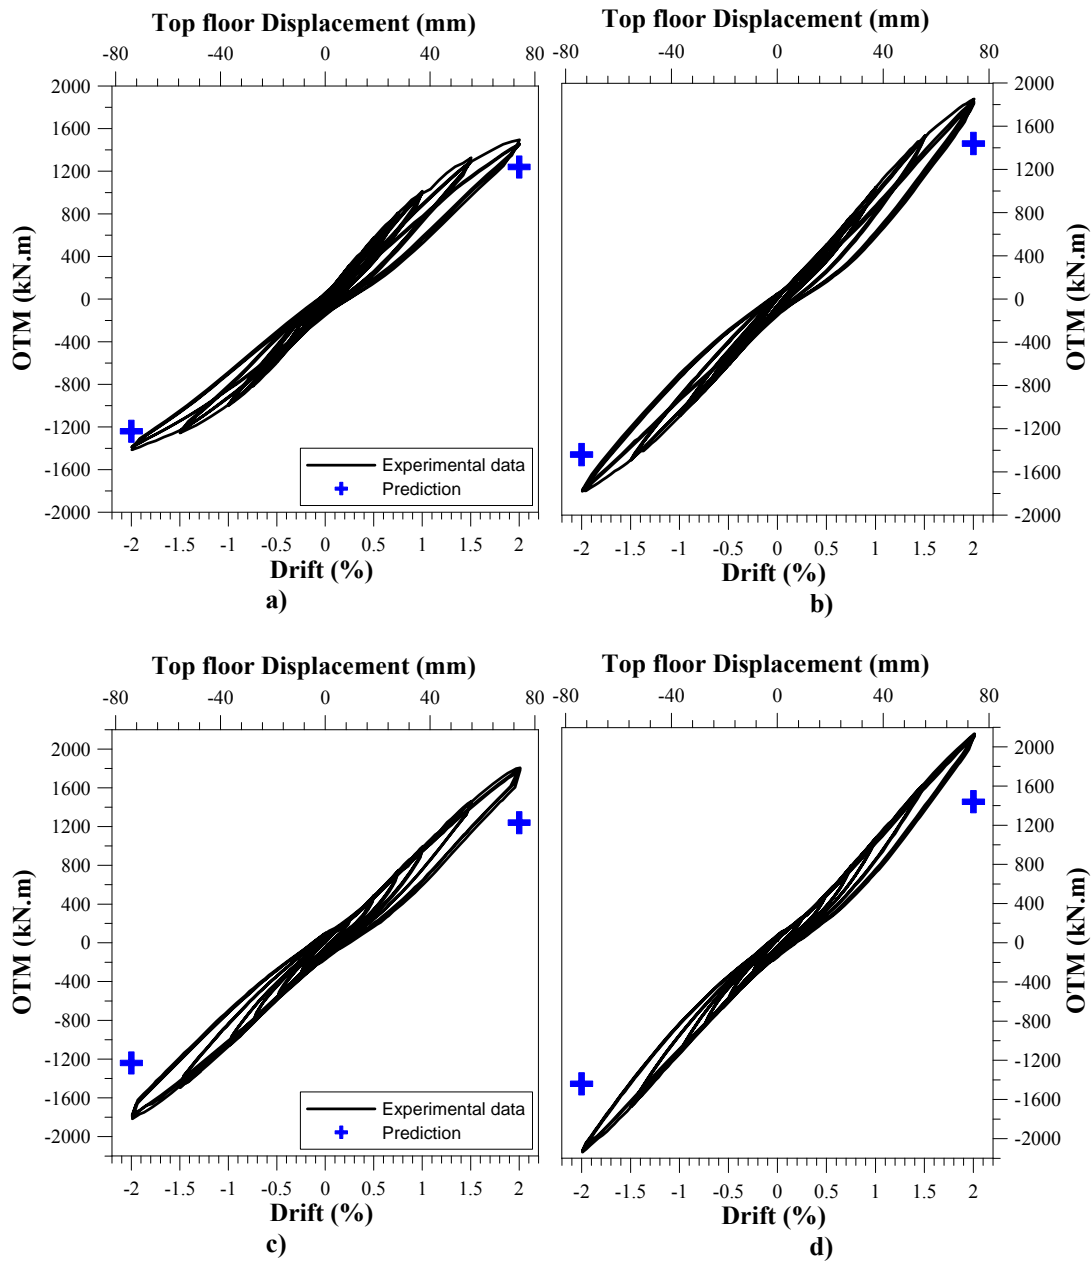 Top floor Displacement (mm)
-80 -40 0 40 80
2000
1600
1200
800
400
0
-400
-800
-1200
-1600
-2000
OTM (kN.m)
Experimental data
Prediction
-2 -1.5 -1 -0.5 0 0.5 1 1.5 2
Drift (%)
a)
Top floor Displacement (mm)
-80 -40 0 40 80
2000
1600
1200
800
400
0
-400
-800
-1200
-1600
-2000
OTM (kN.m)
-2 -1.5 -1 -0.5 0 0.5 1 1.5 2
Drift (%)
b)
Top floor Displacement (mm)
-80 -40 0 40 80
2000
1600
1200
800
400
0
-400
-800
-1200
-1600
-2000
OTM (kN.m)
Experimental data
Prediction
-2 -1.5 -1 -0.5 0 0.5 1 1.5 2
Drift (%)
c)
Top floor Displacement (mm)
-80 -40 0 40 80
2000
1600
1200
800
400
0
-400
-800
-1200
-1600
-2000
OTM (kN.m)
-2 -1.5 -1 -0.5 0 0.5 1 1.5 2
Drift (%)
d)